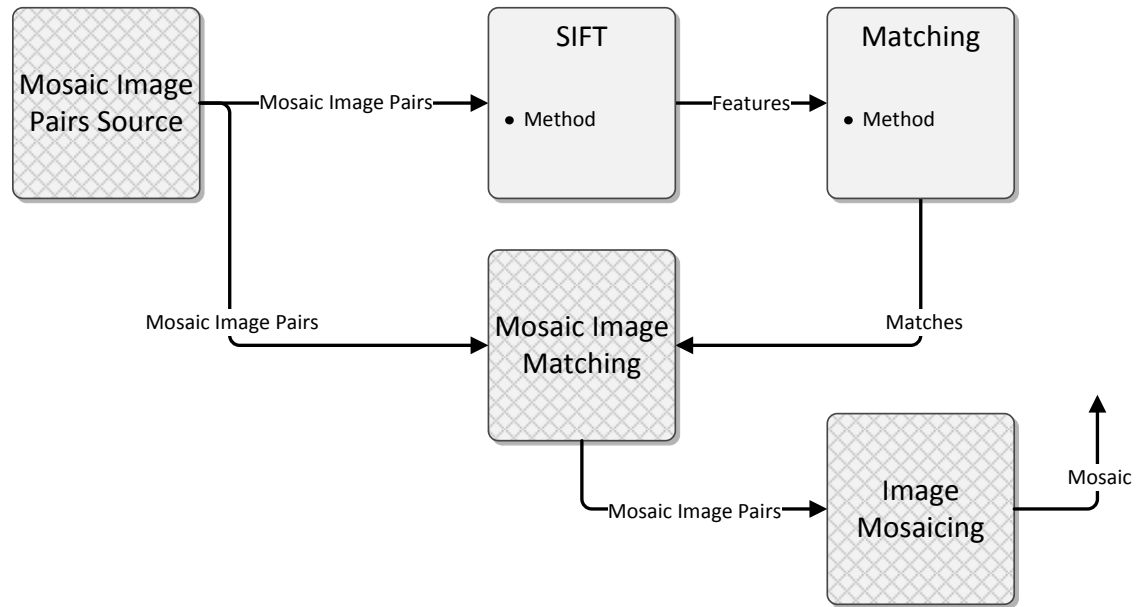 SIFT
Matching
Mosaic Image
Pairs Source
Mosaic Image Pairs
Features
• Method
• Method
Mosaic Image Pairs
Mosaic Image
Matching
Matches
Mosaic Image Pairs
Image
Mosaicing
Mosaic